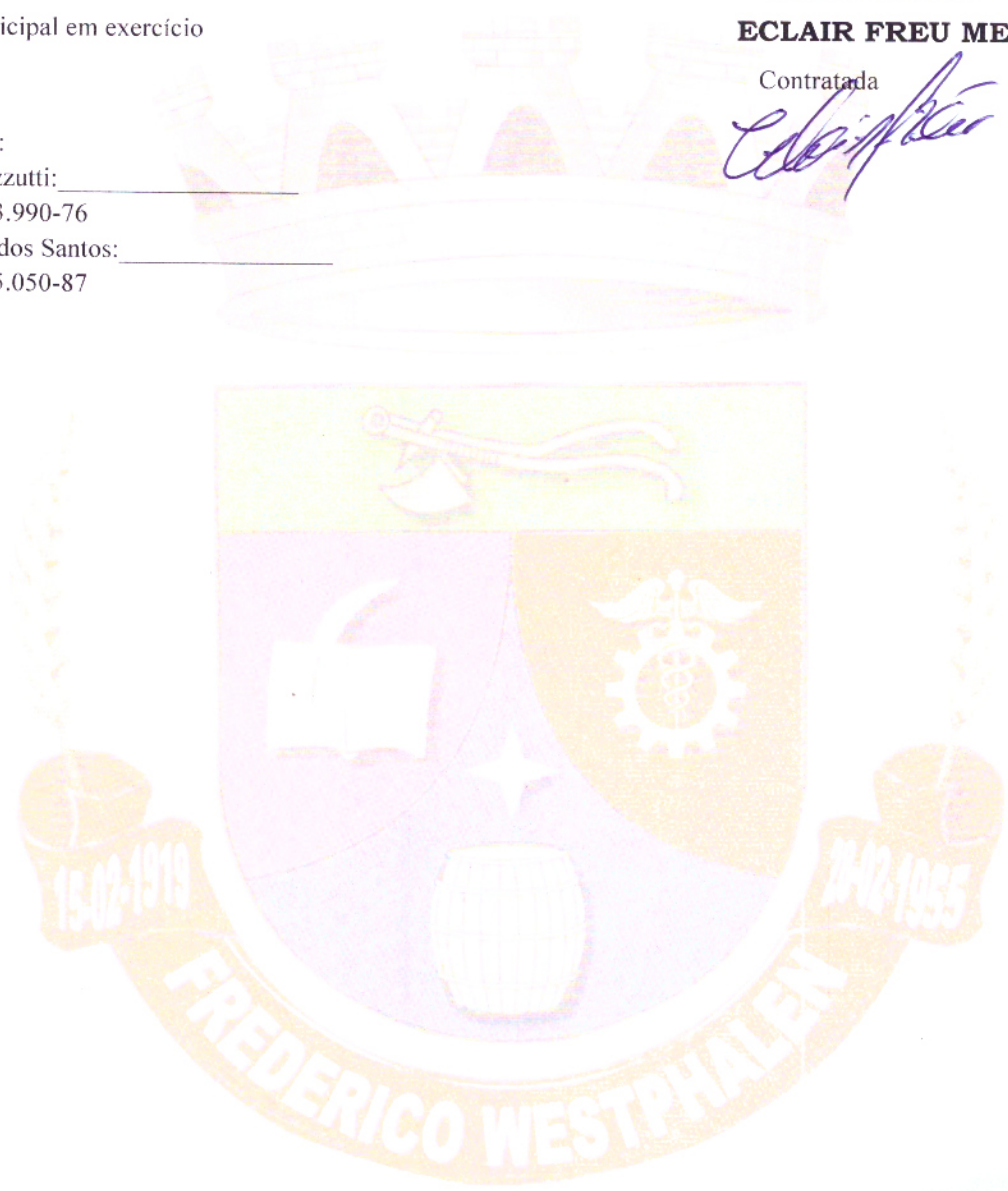 icipal em exercício
ECLAIR FREU ME
Contratada
:
zzutti:
3.990-76
dos Santos:
5.050-87
15-02-1919
28-02-1955
FREDERICO WESTPHALEN